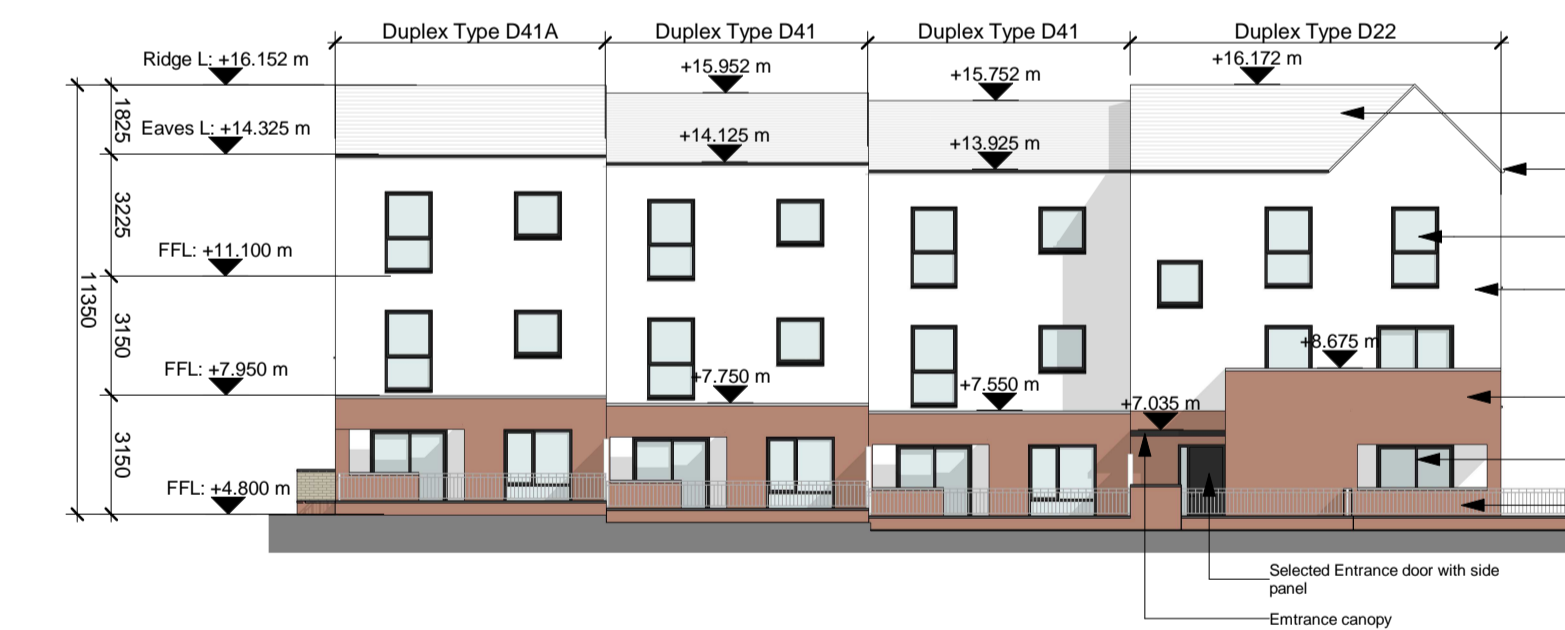 Duplex Type D41A
Duplex Type D41
Duplex Type D41
Duplex Type D22
Ridge L: +16.152 m
+15.952 m
+15.752 m
+16.172 m
1825
Eaves L: +14.325 m
+14.125 m
+13.925 m
3225
FFL: +11.100 m
11350
3150
+8.675 m
FFL: +7.950 m
+7.750 m
+7.550 m
+7.035 m
3150
FFL: +4.800 m
Selected Entrance door with side
panel
Emtrance canopy